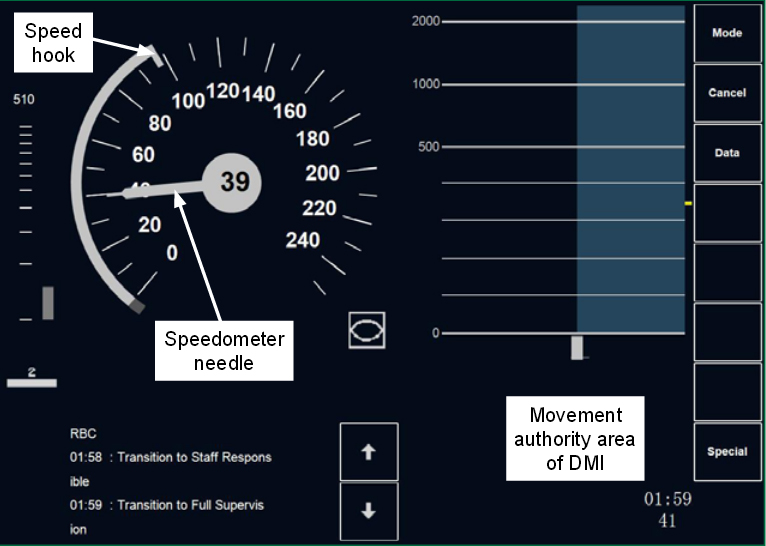 Speed
hook
510
2
0
20
40
60
80
100
120
140
160
180
200
220
240
39
Speedometer
needle
RBC
01:58 : Transition to Staff Respons
ible
01:59 : Transition to Full Supervis
ion
2000
1000
500
0
Movement
authority area
of DMI
01:59
41
Mode
Cancel
Data
Special